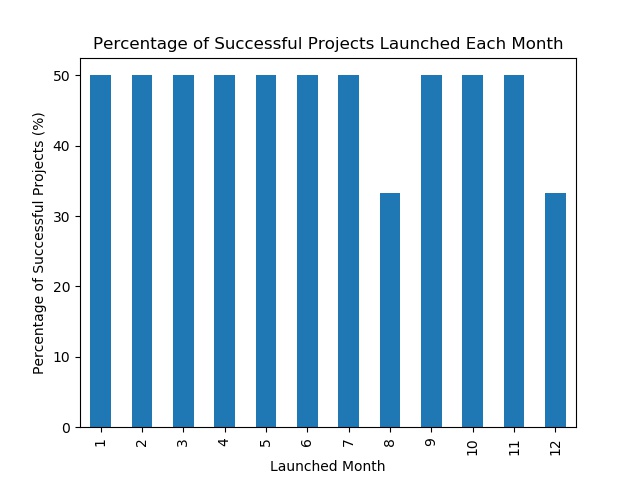 Percentage of Successful Projects Launched Each Month
Percentage of Successful Projects (%)
50
40
30
20
10
0
1 2 3 4 5 6 7 8 9 10 11 12
Launched Month